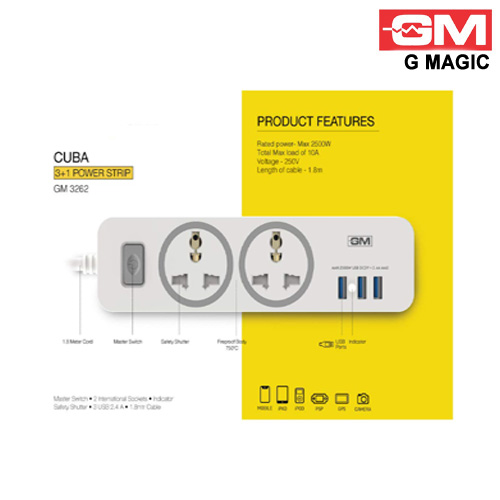 GM
G MAGIC
PRODUCT FEATURES
Rated power- Max 2500W
Total Max load of 10A
Voltage - 250V
Length of cable - 1.8m
CUBA
3+1 POWER STRIP
GM 3262
GM
1.8 Meter Cord
Master Switch
Safety Shutter
Fireproof Body
750°C
USB
Ports
Indicator
MOBILE
iPAD
iPOD
PSP
GPS
CAMERA
Master Switch • 2 International Sockets • Indicator
Safety Shutter • 3 USB 2.4 A • 1.8mtr Cable